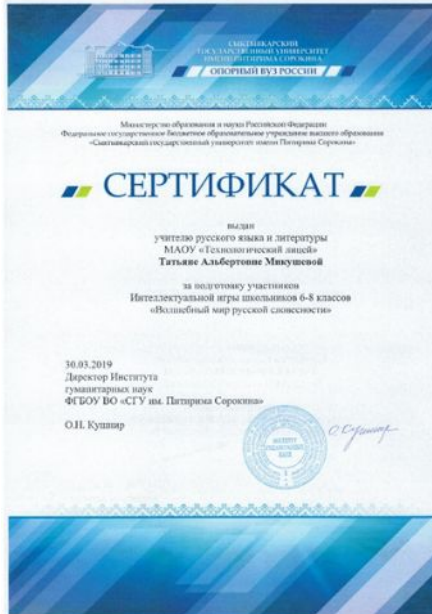 СЫКТЫВКАРСКИЙ
ГОСУДАРСТВЕННЫЙ УНИВЕРСИТЕТ
ИМЕНИ ПИТИРИМА СОРОКИНА
ОПОРНЫЙ ВУЗ РОССИИ
Министерство образования и науки Российской Федерации
Федеральное государственное бюджетное образовательное учреждение высшего образования
«Сыктывкарский государственный университет имени Питирима Сорокина»
СЕРТИФИКАТ
выдан
учителю русского языка и литературы
МАОУ «Технологический лицей»
Татьяне Альбертовне Микушевой
за подготовку участников
Интеллектуальной игры школьников 6-8 классов
«Волшебный мир русской словесности»
30.03.2019
Директор Института
гуманитарных наук
ФГБОУ ВО «СГУ им. Питирима Сорокина»
О.Н. Кушнир
ИНСТИТУТ
ГУМАНИТАРНЫХ
НАУК